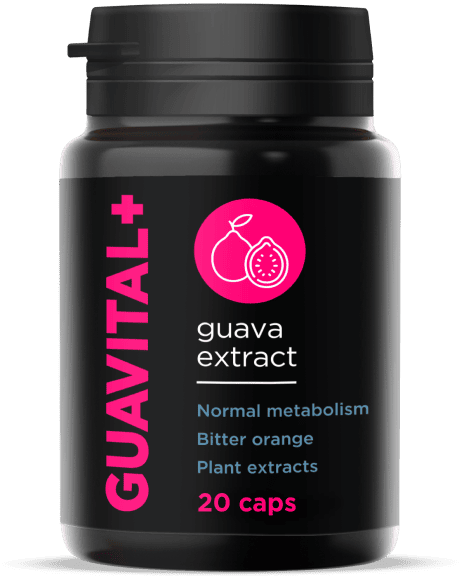 GUAVITAL+
guava
extract
Normal metabolism
Bitter orange
Plant extracts
20 caps